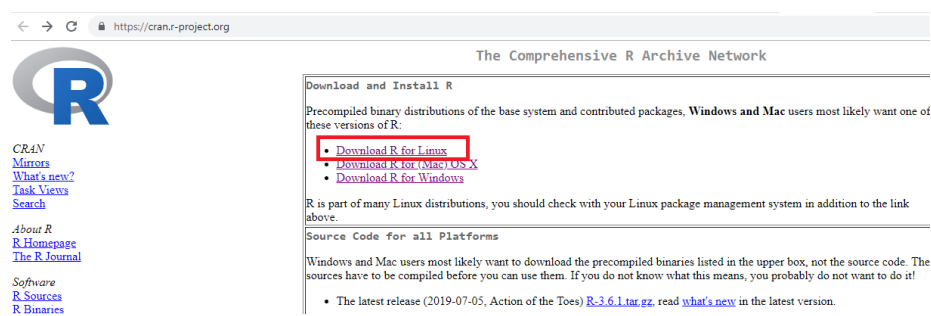 https://cran.r-project.org
The Comprehensive R Archive Network
R
CRAN
Mirrors
What's new?
Task Views
Search
About R
R Homepage
The R Journal
Software
R Sources
R Binaries
Download and Install R
Precompiled binary distributions of the base system and contributed packages, Windows and Mac users most likely want one of
these versions of R:
• Download R for Linux
• Download R for (Mac) OS X
• Download R for Windows
R is part of many Linux distributions, you should check with your Linux package management system in addition to the link
above.
Source Code for all Platforms
Windows and Mac users most likely want to download the precompiled binaries listed in the upper box, not the source code. The
sources have to be compiled before you can use them. If you do not know what this means, you probably do not want to do it!
• The latest release (2019-07-05, Action of the Toes) R-3.6.1.tar.gz, read what's new in the latest version.